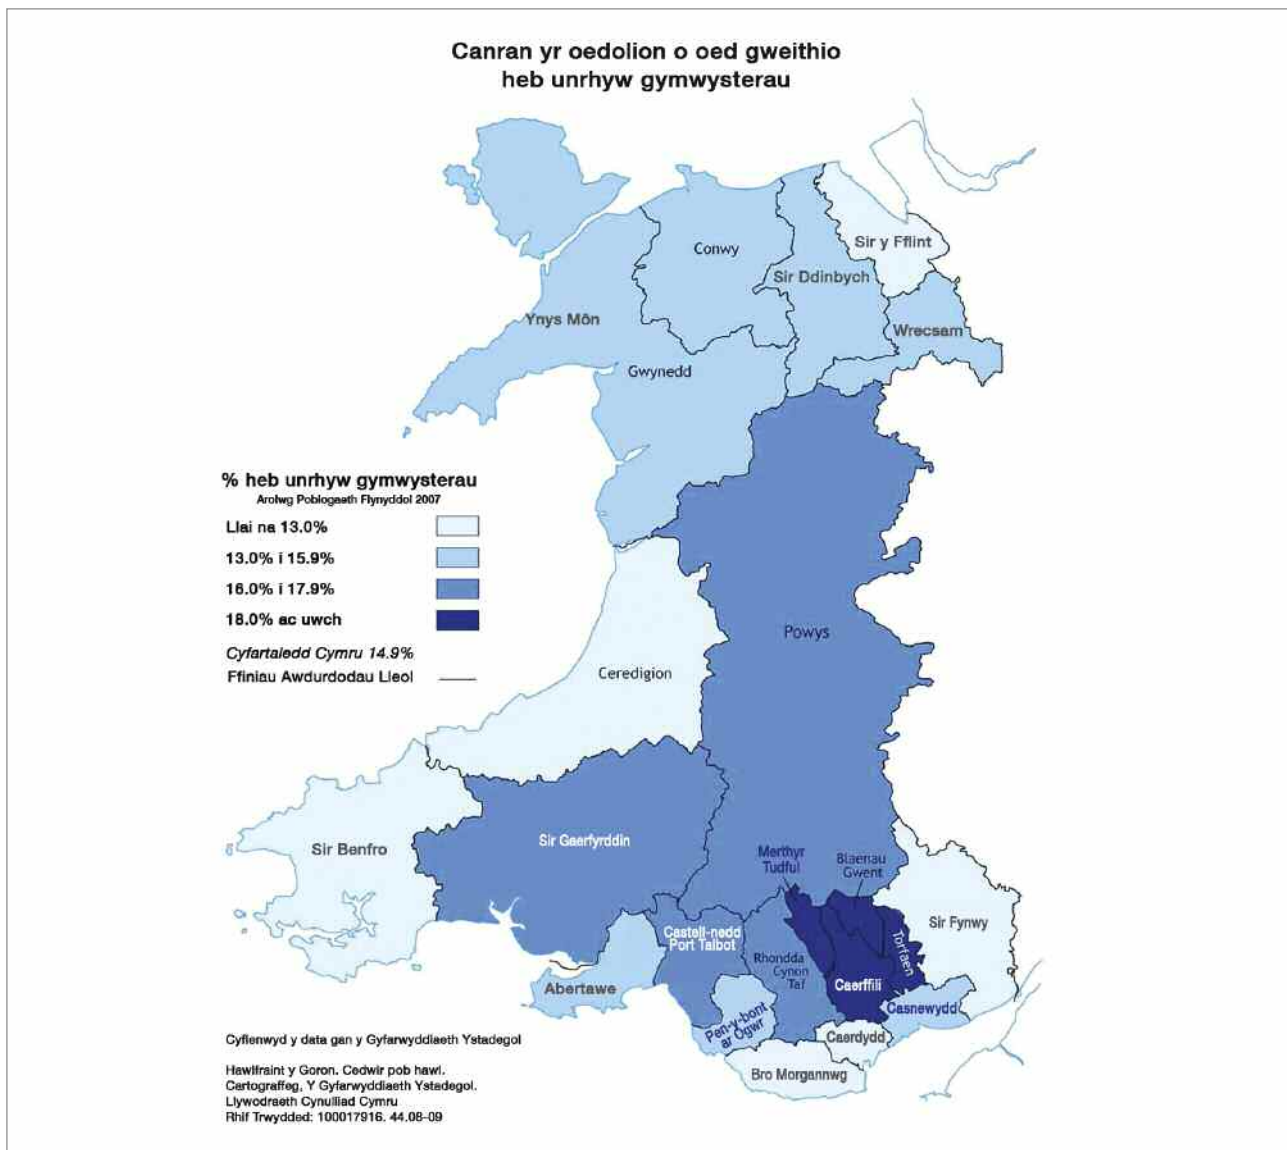 Canran yr oedolion o oed gweithio
heb unrhyw gymwysterau
Conwy
Sir y Fflint
Sir Ddinbych
Ynys Môn
Wrecsam
Gwynedd
% heb unrhyw gymwysterau
Arolwg Poblogaeth Flynyddol 2007
Llai na 13.0%
13.0% i 15.9%
16.0% i 17.9%
18.0% ac uwch
Cyfartaledd Cymru 14.9%
Ffiniau Awdurdodau Lleol
Powys
Ceredigion
Sir Benfro
Sir Gaerfyrddin
Merthyr
Tudful
Blaenau
Gwent
Sir Fynwy
Castell-nedd
Port Talbot
Rhondda
Cynon
Taf
Torfaen
Caerffili
Abertawe
Casnewydd
Pen-y-bont
ar Ogwr
Caerdydd
Bro Morgannwg
Cyflenwyd y data gan y Gyfarwyddiaeth Ystadegol
Hawlfraint y Goron. Cedwir pob hawl.
Cartograffeg, Y Gyfarwyddiaeth Ystadegol.
Llywodraeth Cynulliad Cymru
Rhif Trwydded: 100017916. 44.08-09